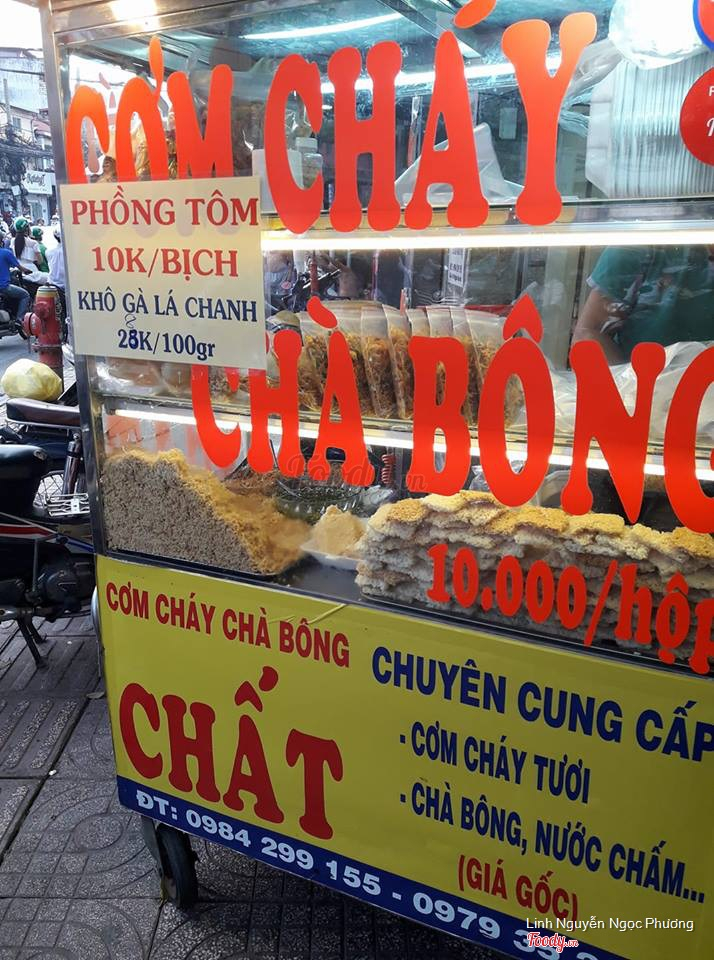 CƠM CHÁY
PHỒNG TÔM
10K/BỊCH
KHÔ GÀ LÁ CHANH
28K/100gr
CHÀ BÔNG
10.000/hộp
CƠM CHÁY CHÀ BÔNG
CHẤT
CHUYÊN CUNG CẤP
- CƠM CHÁY TƯƠI
- CHÀ BÔNG, NƯỚC CHẤM...
(GIÁ GỐC)
ĐT: 0984 299 155 - 0979
Linh Nguyễn Ngọc Phương
Foody.vn